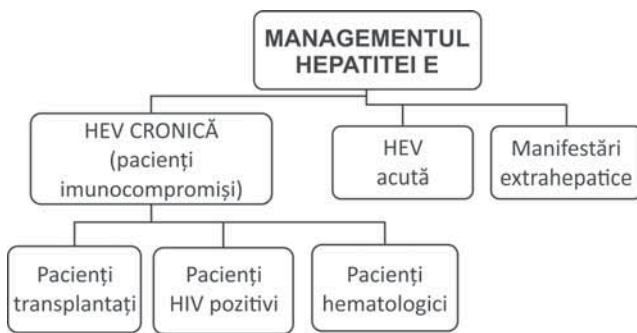 MANAGEMENTUL
HEPATITEI E
HEV CRONICĂ
(pacienți
imunocompromiși)
HEV
acută
Manifestări
extrahepatice
Pacienți
transplantați
Pacienți
HIV pozitivi
Pacienți
hematologici